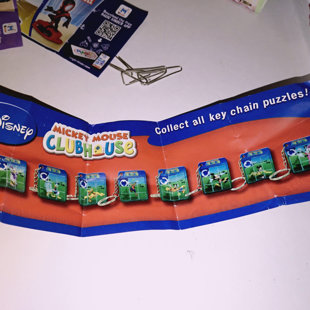 Disney
MICKEY MOUSE
CLUBHOUSE
Collect all key chain puzzles!